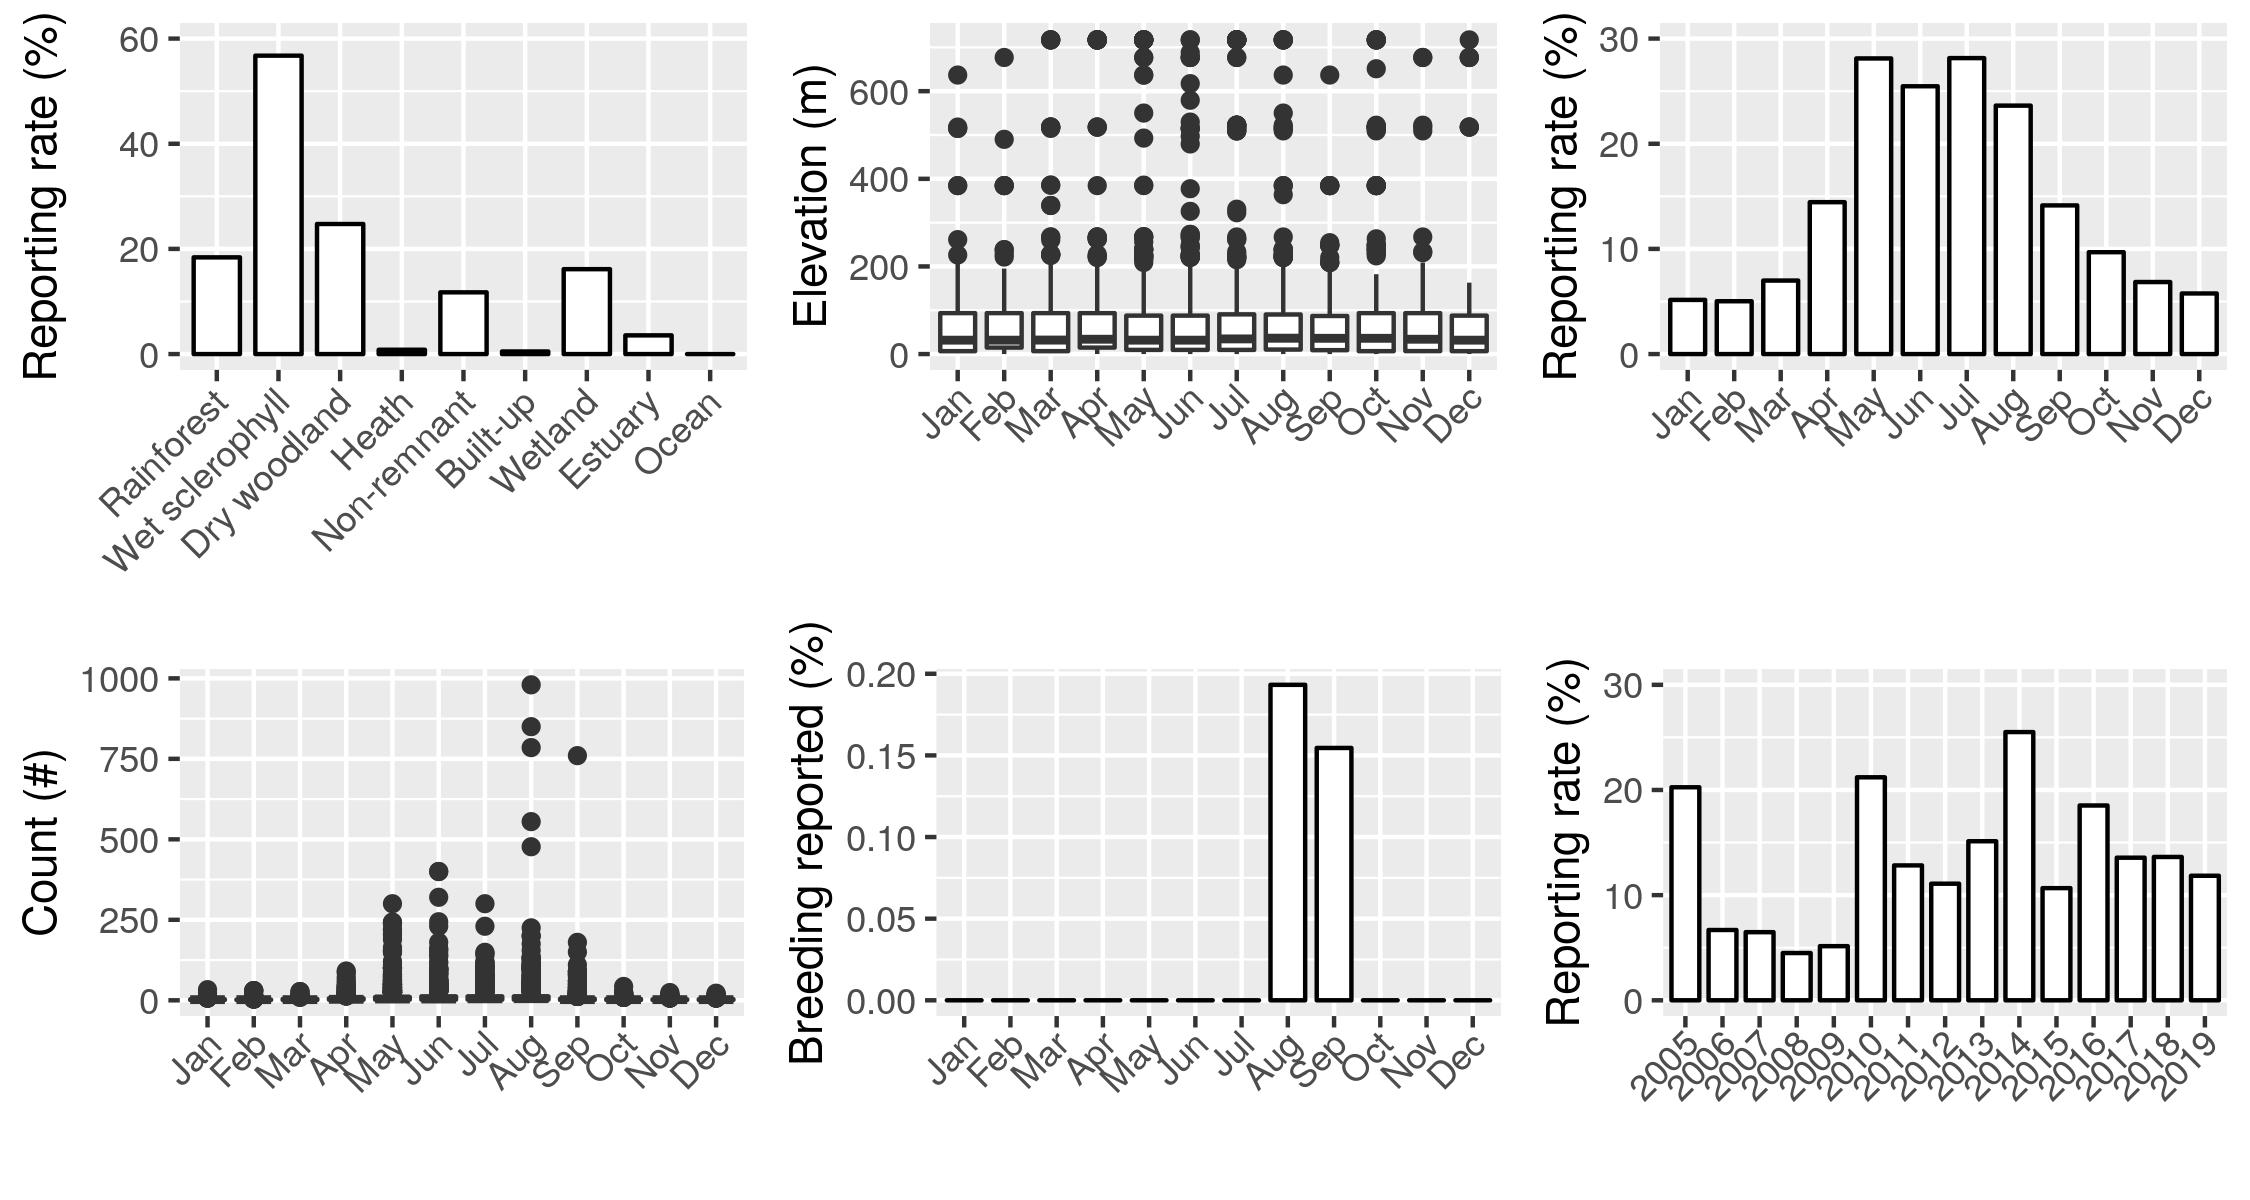 Reporting rate (%)
60
40
20
0
Rainforest
Wet sclerophyll
Dry woodland
Heath
Non-remnant
Built-up
Wetland
Estuary
Ocean
Elevation (m)
600
400
200
0
Jan
Feb
Mar
Apr
May
Jun
Jul
Aug
Sep
Oct
Nov
Dec
Reporting rate (%)
30
20
10
0
Jan
Feb
Mar
Apr
May
Jun
Jul
Aug
Sep
Oct
Nov
Dec
Count (#)
1000
750
500
250
0
Jan
Feb
Mar
Apr
May
Jun
Jul
Aug
Sep
Oct
Nov
Dec
Breeding reported (%)
0.20
0.15
0.10
0.05
0.00
Jan
Feb
Mar
Apr
May
Jun
Jul
Aug
Sep
Oct
Nov
Dec
Reporting rate (%)
30
20
10
0
2005
2006
2007
2008
2009
2010
2011
2012
2013
2014
2015
2016
2017
2018
2019